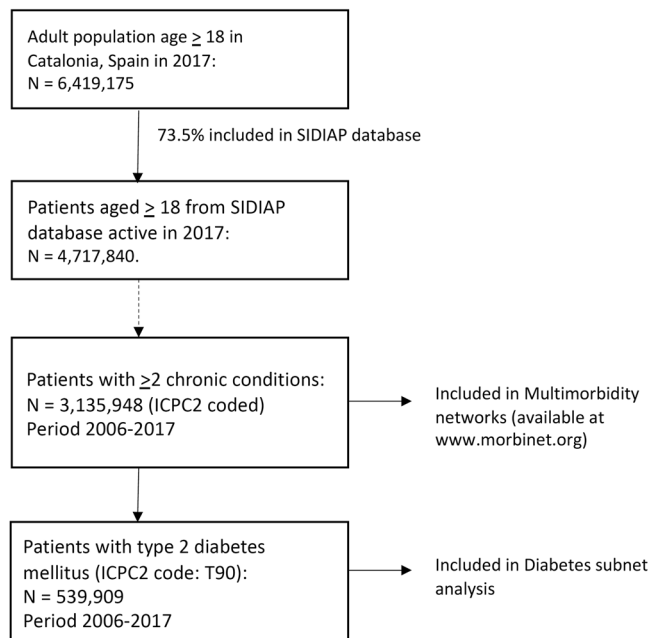 Adult population age ≥ 18 in
Catalonia, Spain in 2017:
N = 6,419,175
73.5% included in SIDIAP database
Patients aged ≥ 18 from SIDIAP
database active in 2017:
N = 4,717,840.
Patients with ≥2 chronic conditions:
N = 3,135,948 (ICPC2 coded)
Period 2006-2017
Included in Multimorbidity
networks (available at
www.morbinet.org)
Patients with type 2 diabetes
mellitus (ICPC2 code: T90):
N = 539,909
Period 2006-2017
Included in Diabetes subnet
analysis